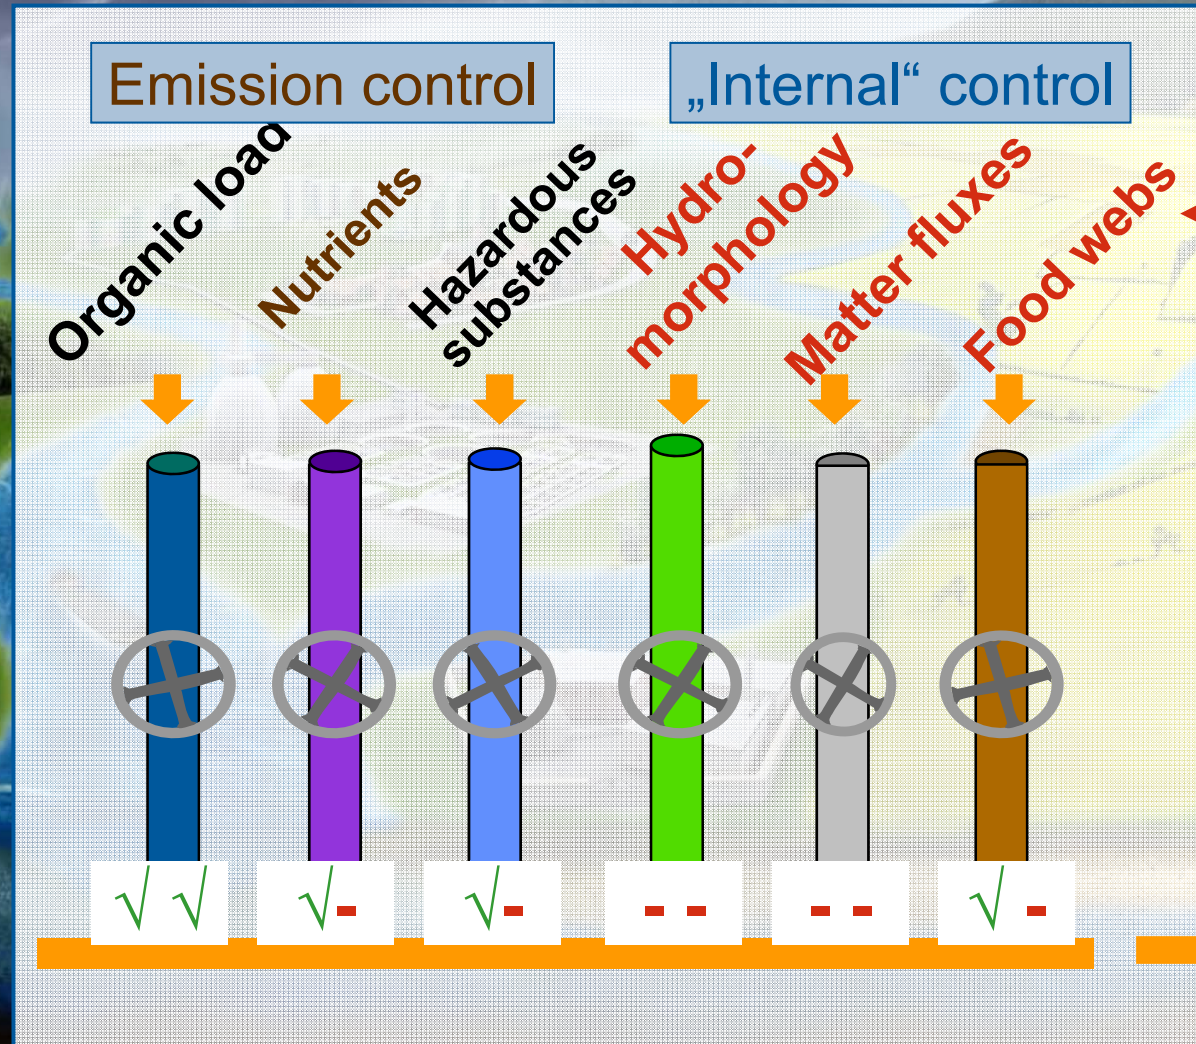 Emission control
„Internal“ control
Organic load
Nutrients
Hazardous
substances
Hydro-
morphology
Matter fluxes
Food webs
√ √
√-
√-
- -
- -
√ -